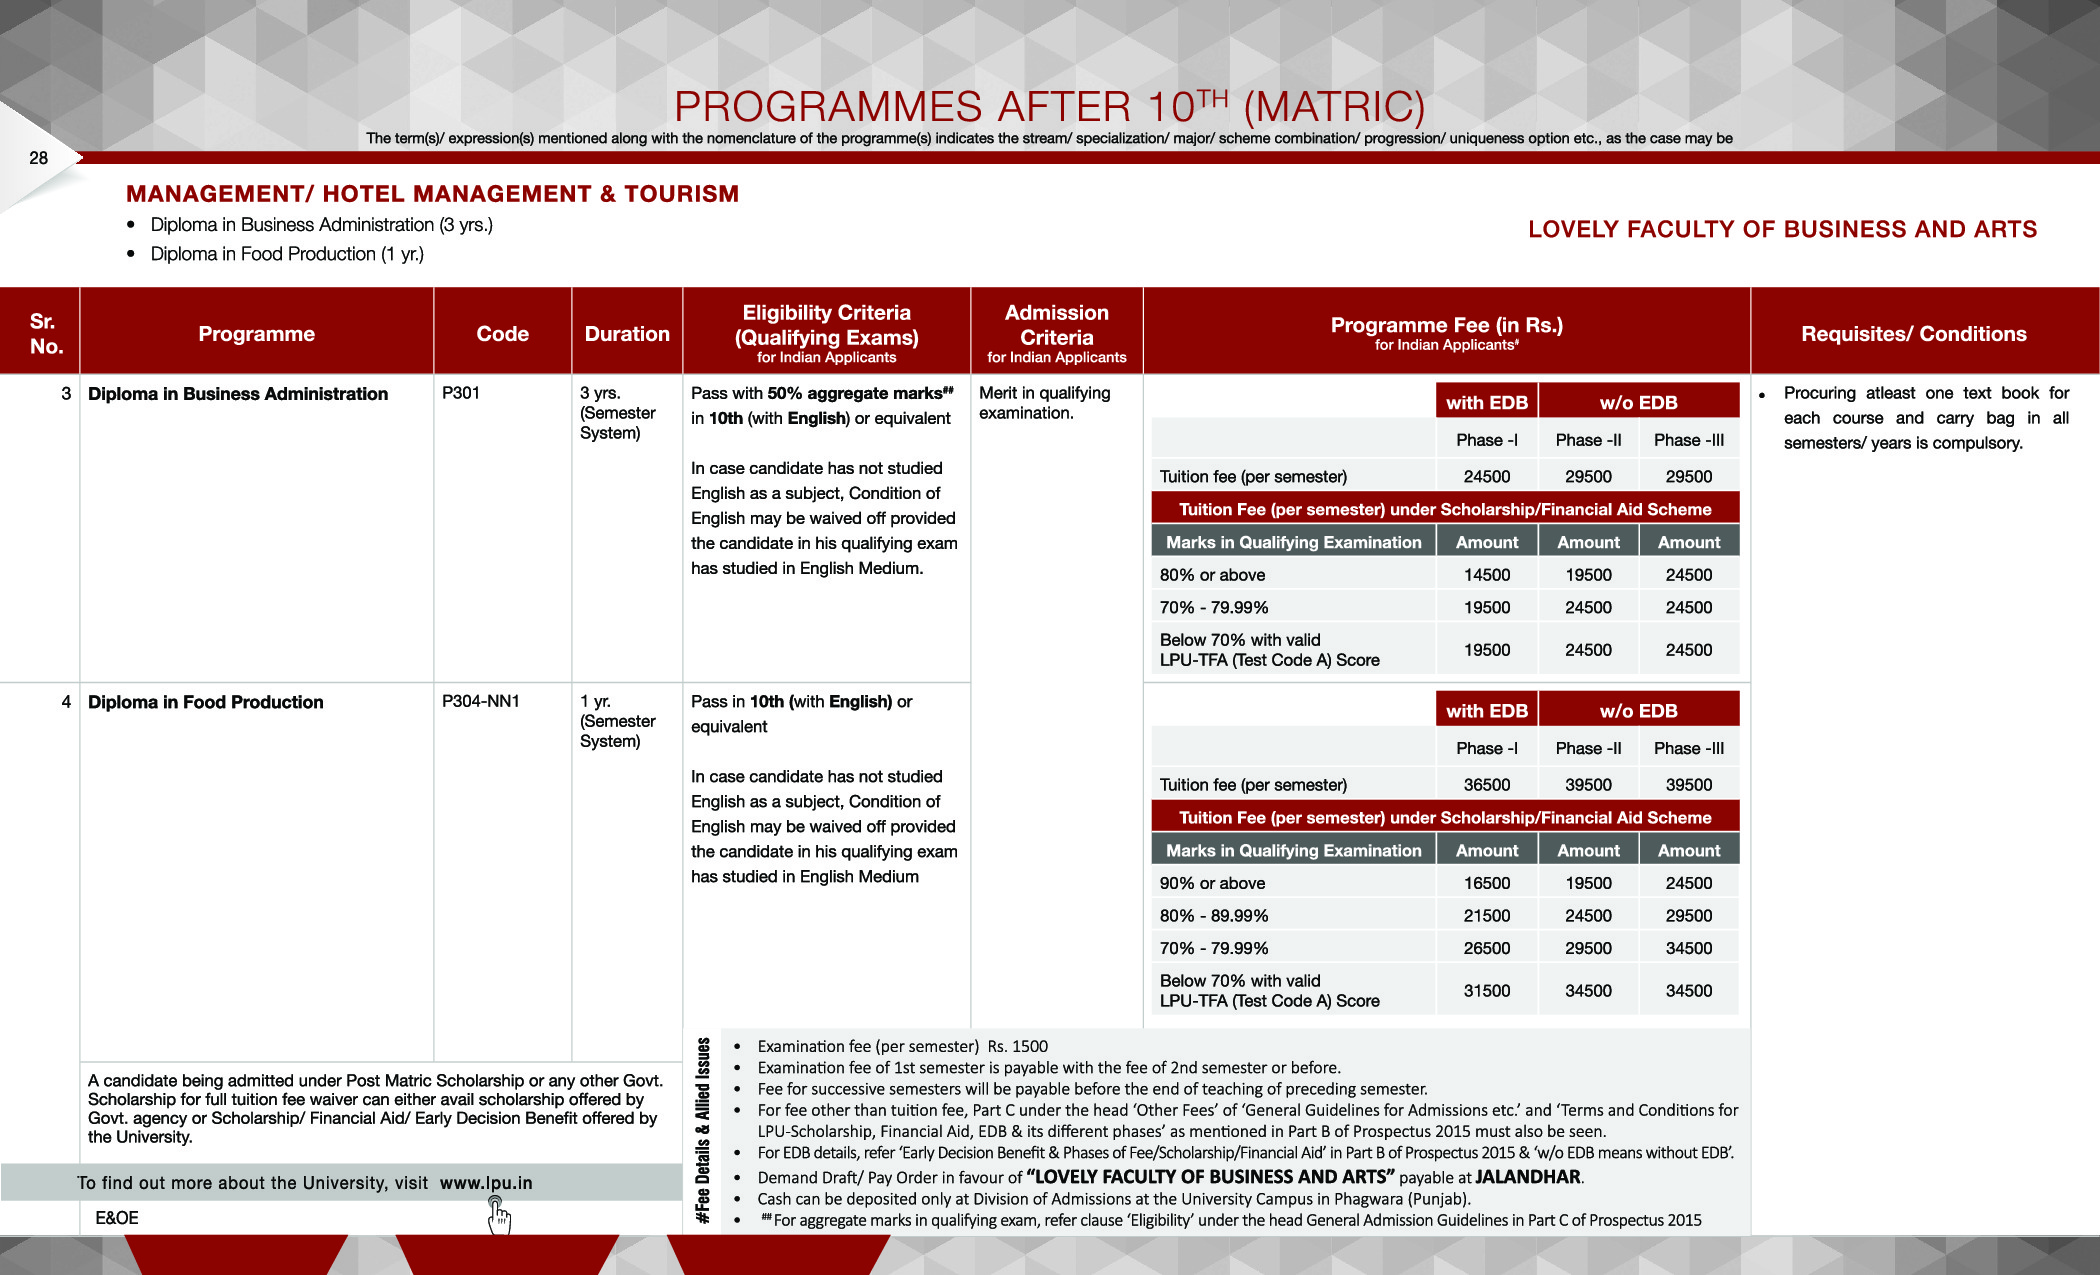 PROGRAMMES AFTER 10TH (MATRIC)
The term(s)/ expression(s) mentioned along with the nomenclature of the programme(s) indicates the stream/ specialization/ major/ scheme combination/ progression/ uniqueness option etc., as the case may be
28
MANAGEMENT/ HOTEL MANAGEMENT & TOURISM
• Diploma in Business Administration (3 yrs.)
• Diploma in Food Production (1 yr.)
LOVELY FACULTY OF BUSINESS AND ARTS
Sr. No.
Programme
Code
Duration
Eligibility Criteria
(Qualifying Exams)
for Indian Applicants
Admission
Criteria
for Indian Applicants
Programme Fee (in Rs.)
for Indian Applicants#
Requisites/ Conditions
3
Diploma in Business Administration
P301
3 yrs.
(Semester
System)
Pass with 50% aggregate marks##
in 10th (with English) or equivalent
In case candidate has not studied
English as a subject, Condition of
English may be waived off provided
the candidate in his qualifying exam
has studied in English Medium.
Merit in qualifying
examination.
with EDB w/o EDB
Phase -I Phase -II Phase -III
Tuition fee (per semester) 24500 29500 29500
Tuition Fee (per semester) under Scholarship/Financial Aid Scheme
Marks in Qualifying Examination Amount Amount Amount
80% or above 14500 19500 24500
70% - 79.99% 19500 24500 24500
Below 70% with valid
LPU-TFA (Test Code A) Score 19500 24500 24500
• Procuring atleast one text book for
each course and carry bag in all
semesters/ years is compulsory.
4
Diploma in Food Production
P304-NN1
1 yr.
(Semester
System)
Pass in 10th (with English) or
equivalent
In case candidate has not studied
English as a subject, Condition of
English may be waived off provided
the candidate in his qualifying exam
has studied in English Medium
with EDB w/o EDB
Phase -I Phase -II Phase -III
Tuition fee (per semester) 36500 39500 39500
Tuition Fee (per semester) under Scholarship/Financial Aid Scheme
Marks in Qualifying Examination Amount Amount Amount
90% or above 16500 19500 24500
80% - 89.99% 21500 24500 29500
70% - 79.99% 26500 29500 34500
Below 70% with valid
LPU-TFA (Test Code A) Score 31500 34500 34500
A candidate being admitted under Post Matric Scholarship or any other Govt.
Scholarship for full tuition fee waiver can either avail scholarship offered by
Govt. agency or Scholarship/ Financial Aid/ Early Decision Benefit offered by
the University.
To find out more about the University, visit www.lpu.in
E&OE
#Fee Details & Allied Issues
• Examination fee (per semester) Rs. 1500
• Examination fee of 1st semester is payable with the fee of 2nd semester or before.
• Fee for successive semesters will be payable before the end of teaching of preceding semester.
• For fee other than tuition fee, Part C under the head ‘Other Fees’ of ‘General Guidelines for Admissions etc.’ and ‘Terms and Conditions for
LPU-Scholarship, Financial Aid, EDB & its different phases’ as mentioned in Part B of Prospectus 2015 must also be seen.
• For EDB details, refer ‘Early Decision Benefit & Phases of Fee/Scholarship/Financial Aid’ in Part B of Prospectus 2015 & ‘w/o EDB means without EDB’.
• Demand Draft/ Pay Order in favour of “LOVELY FACULTY OF BUSINESS AND ARTS” payable at JALANDHAR.
• Cash can be deposited only at Division of Admissions at the University Campus in Phagwara (Punjab).
• ##For aggregate marks in qualifying exam, refer clause ‘Eligibility’ under the head General Admission Guidelines in Part C of Prospectus 2015